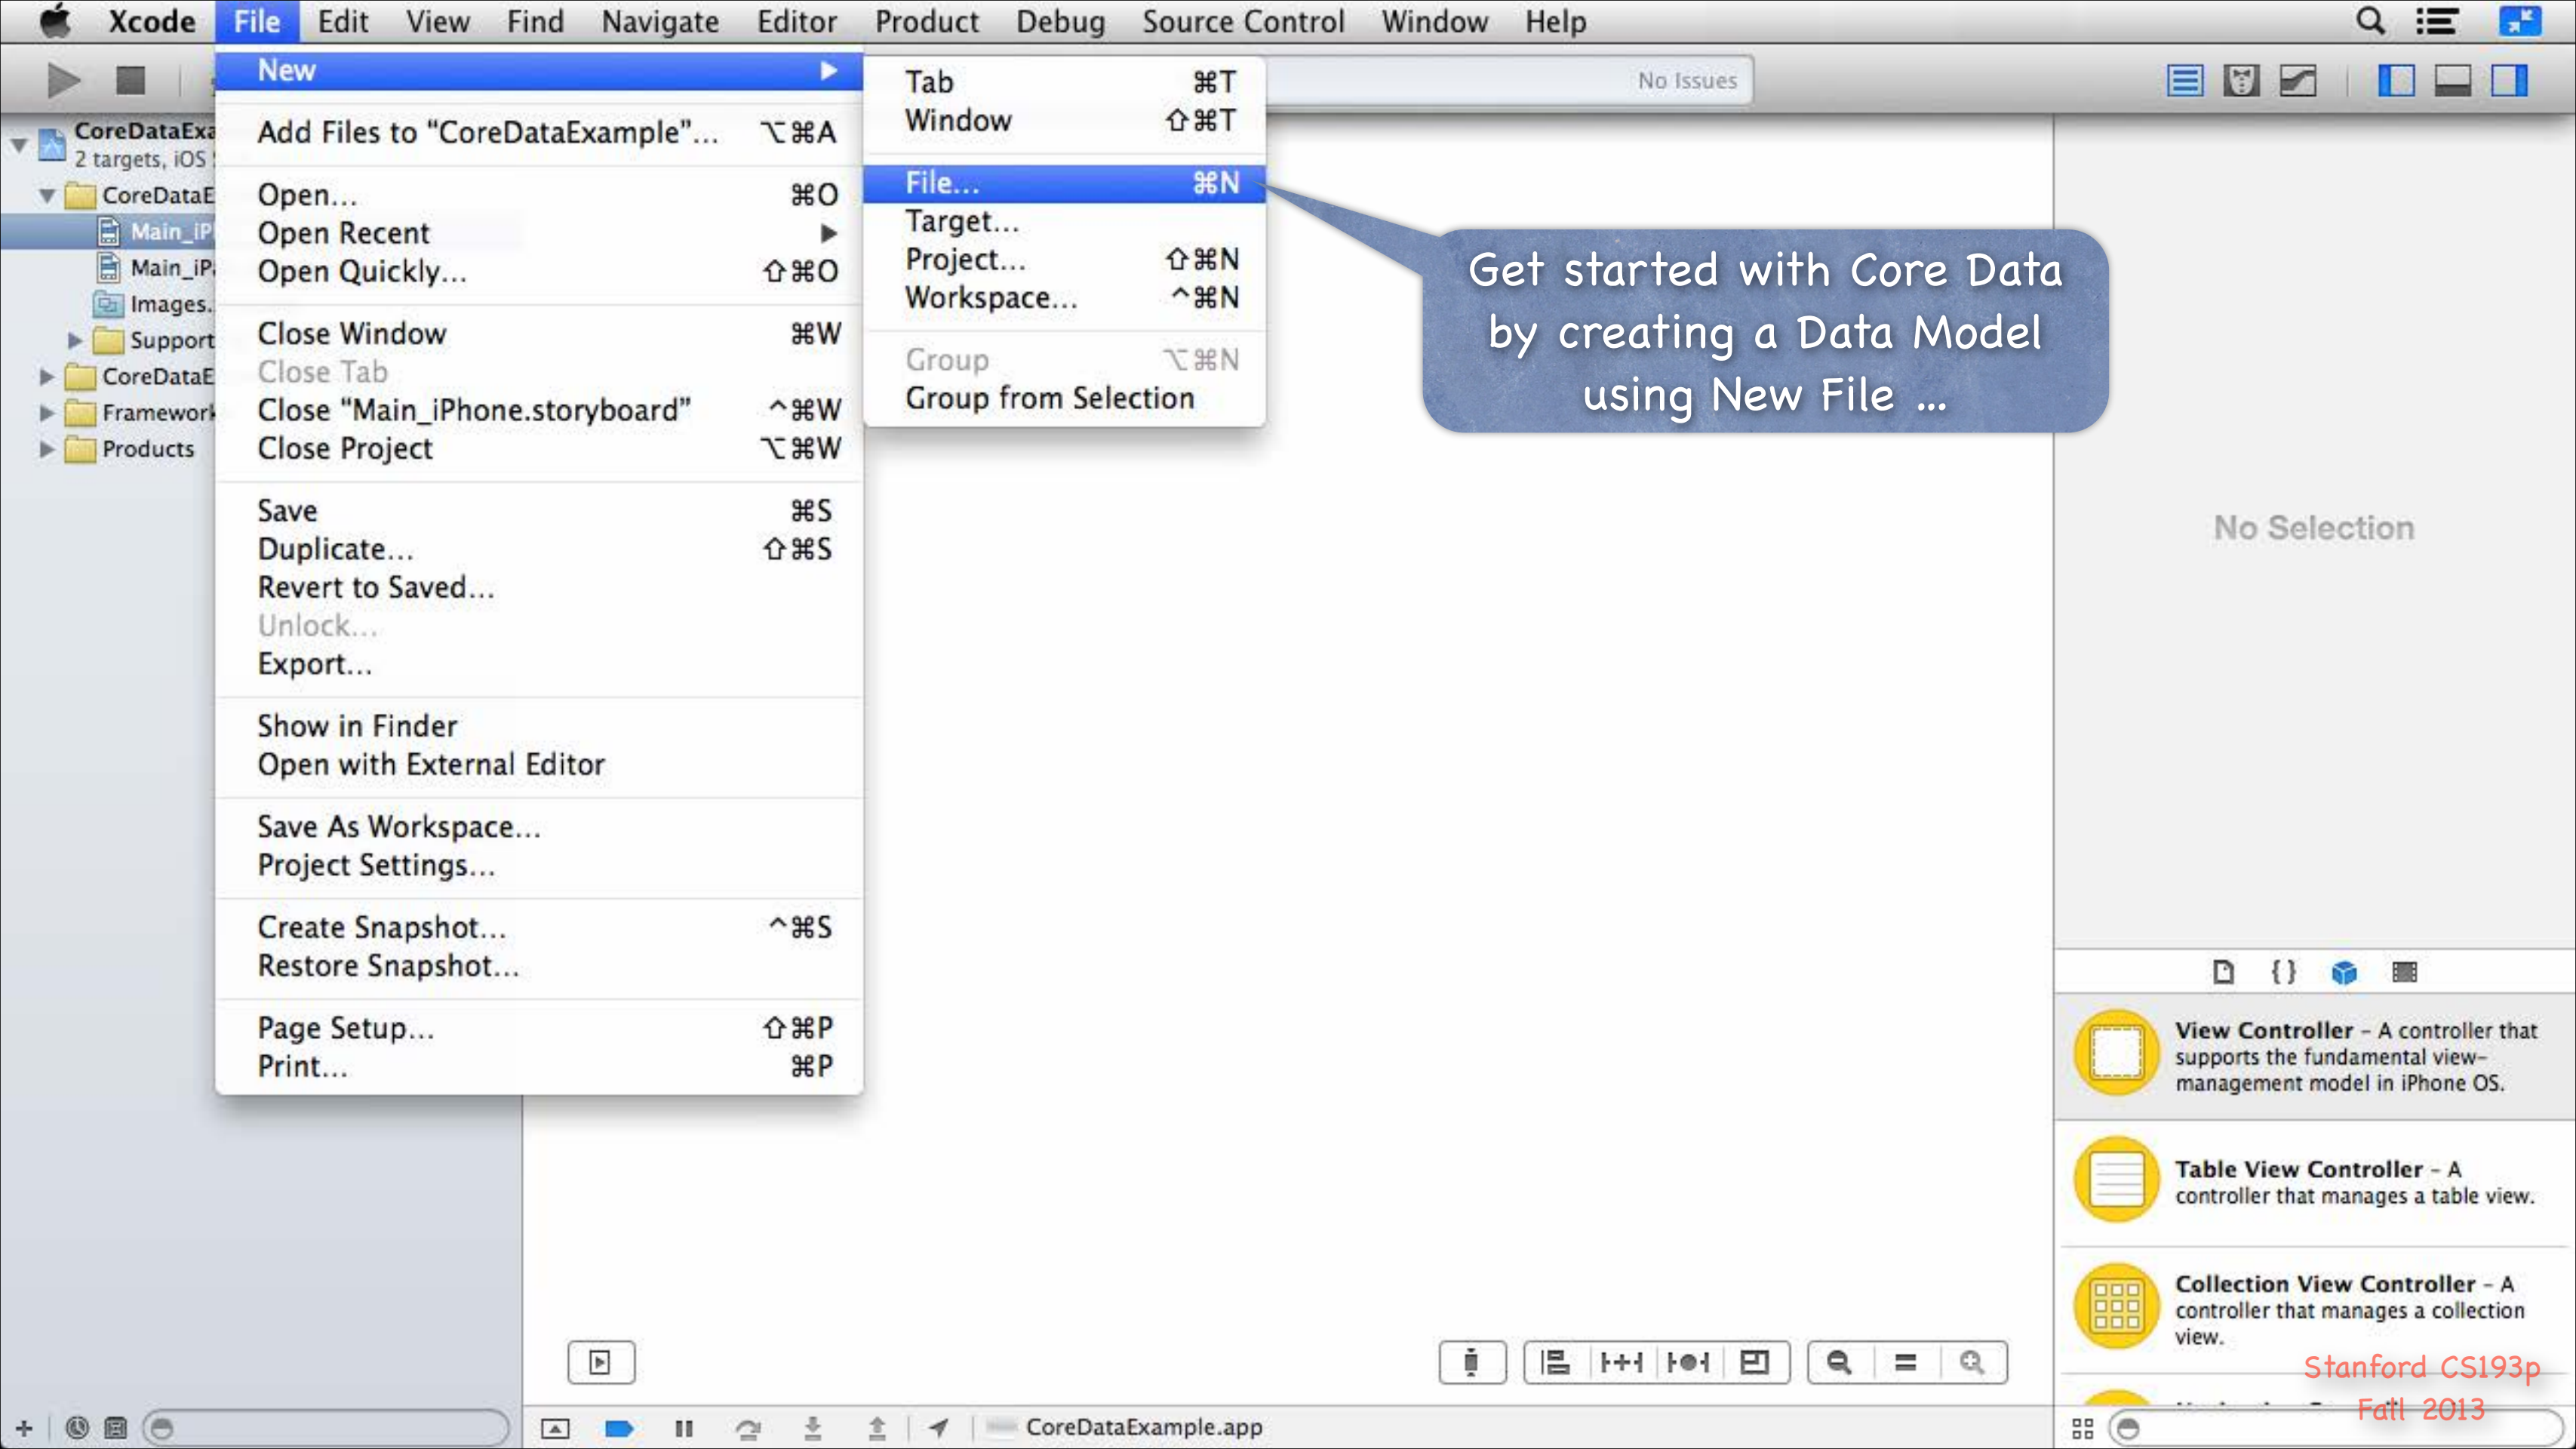 Xcode File Edit View Find Navigate Editor Product Debug Source Control Window Help
No Issues
New
Add Files to “CoreDataExample”... ⌥⌘A
Open... ⌘O
Open Recent
Open Quickly... ⇧⌘O
Close Window ⌘W
Close Tab
Close “Main_iPhone.storyboard” ^⌘W
Close Project ⌥⌘W
Save ⌘S
Duplicate... ⇧⌘S
Revert to Saved...
Unlock...
Export...
Show in Finder
Open with External Editor
Save As Workspace...
Project Settings...
Create Snapshot... ^⌘S
Restore Snapshot...
Page Setup... ⇧⌘P
Print... ⌘P
Tab ⌘T
Window ⇧⌘T
File... ⌘N
Target...
Project... ⇧⌘N
Workspace... ^⌘N
Group ⌥⌘N
Group from Selection
Get started with Core Data
by creating a Data Model
using New File ...
CoreDataExa
2 targets, iOS
CoreDataE
Main_iP
Main_iPa
Images.
Support
CoreDataE
Framework
Products
No Selection
{ }
View Controller - A controller that
supports the fundamental view-
management model in iPhone OS.
Table View Controller - A
controller that manages a table view.
Collection View Controller - A
controller that manages a collection
view.
Stanford CS193p
Fall 2013
CoreDataExample.app